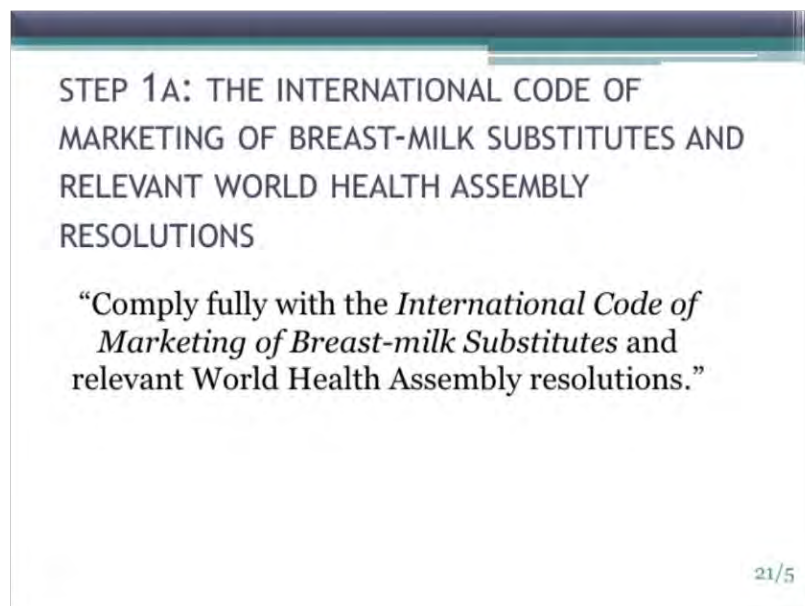 STEP 1A: THE INTERNATIONAL CODE OF
MARKETING OF BREAST-MILK SUBSTITUTES AND
RELEVANT WORLD HEALTH ASSEMBLY
RESOLUTIONS
“Comply fully with the International Code of
Marketing of Breast-milk Substitutes and
relevant World Health Assembly resolutions.”
21/5